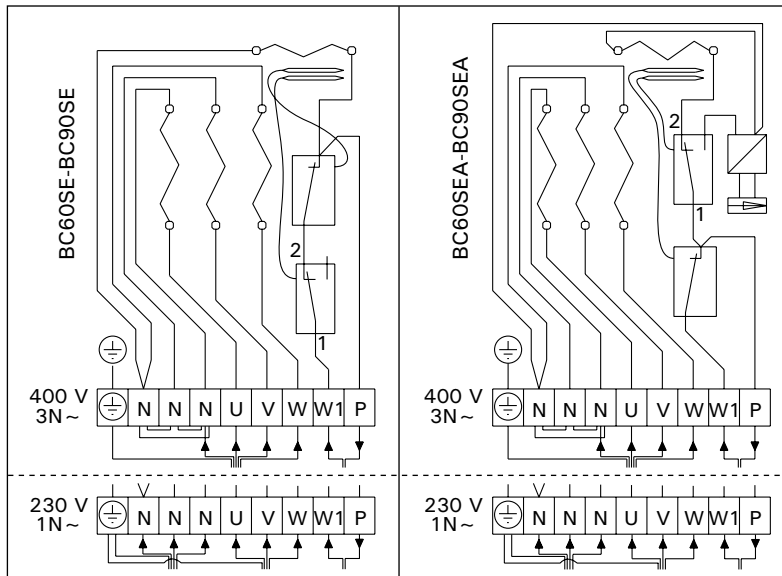 BC60SE-BC90SE
2
1
400 V
3N~
N N N U V W W1 P
230 V
1N~
N N N U V W W1 P
BC60SEA-BC90SEA
2
1
400 V
3N~
N N N U V W W1 P
230 V
1N~
N N N U V W W1 P